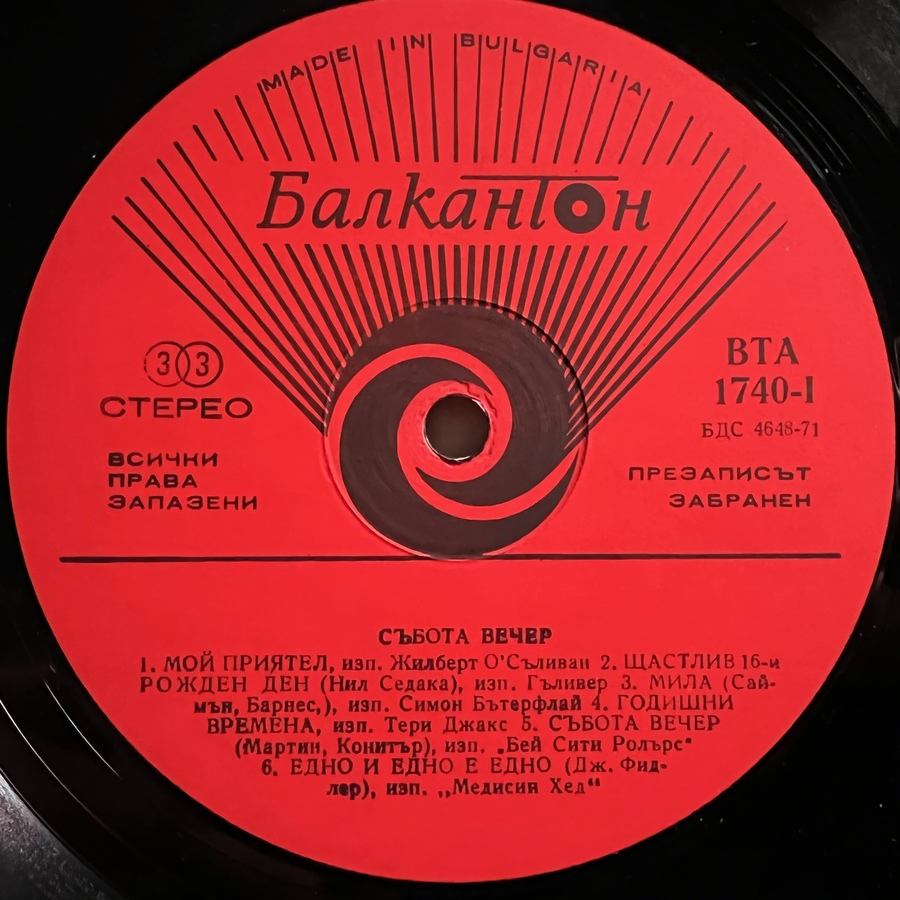 MADE IN BULGARIA
Балкантон
33
СТЕРЕО
ВСИЧКИ
ПРАВА
ЗАПАЗЕНИ
ВТА
1740-I
БДС 4648-71
ПРЕЗАПИСЪТ
ЗАБРАНЕН
СЪБОТА ВЕЧЕР
1. МОЙ ПРИЯТЕЛ, изп. Жилберт О'Съливан 2. ЩАСТЛИВ 16-и
РОЖДЕН ДЕН (Нил Седака), изп. Гъливер 3. МИЛА (Сай-
мън, Барнес,), изп. Симон Бътерфлай 4. ГОДИШНИ
ВРЕМЕНА, изп. Тери Джакс 5. СЪБОТА ВЕЧЕР
(Мартин, Конитър), изп. „Бей Сити Ролърс“
6. ЕДНО И ЕДНО Е ЕДНО (Дж. Фид-
лер), изп. „Медисин Хед“